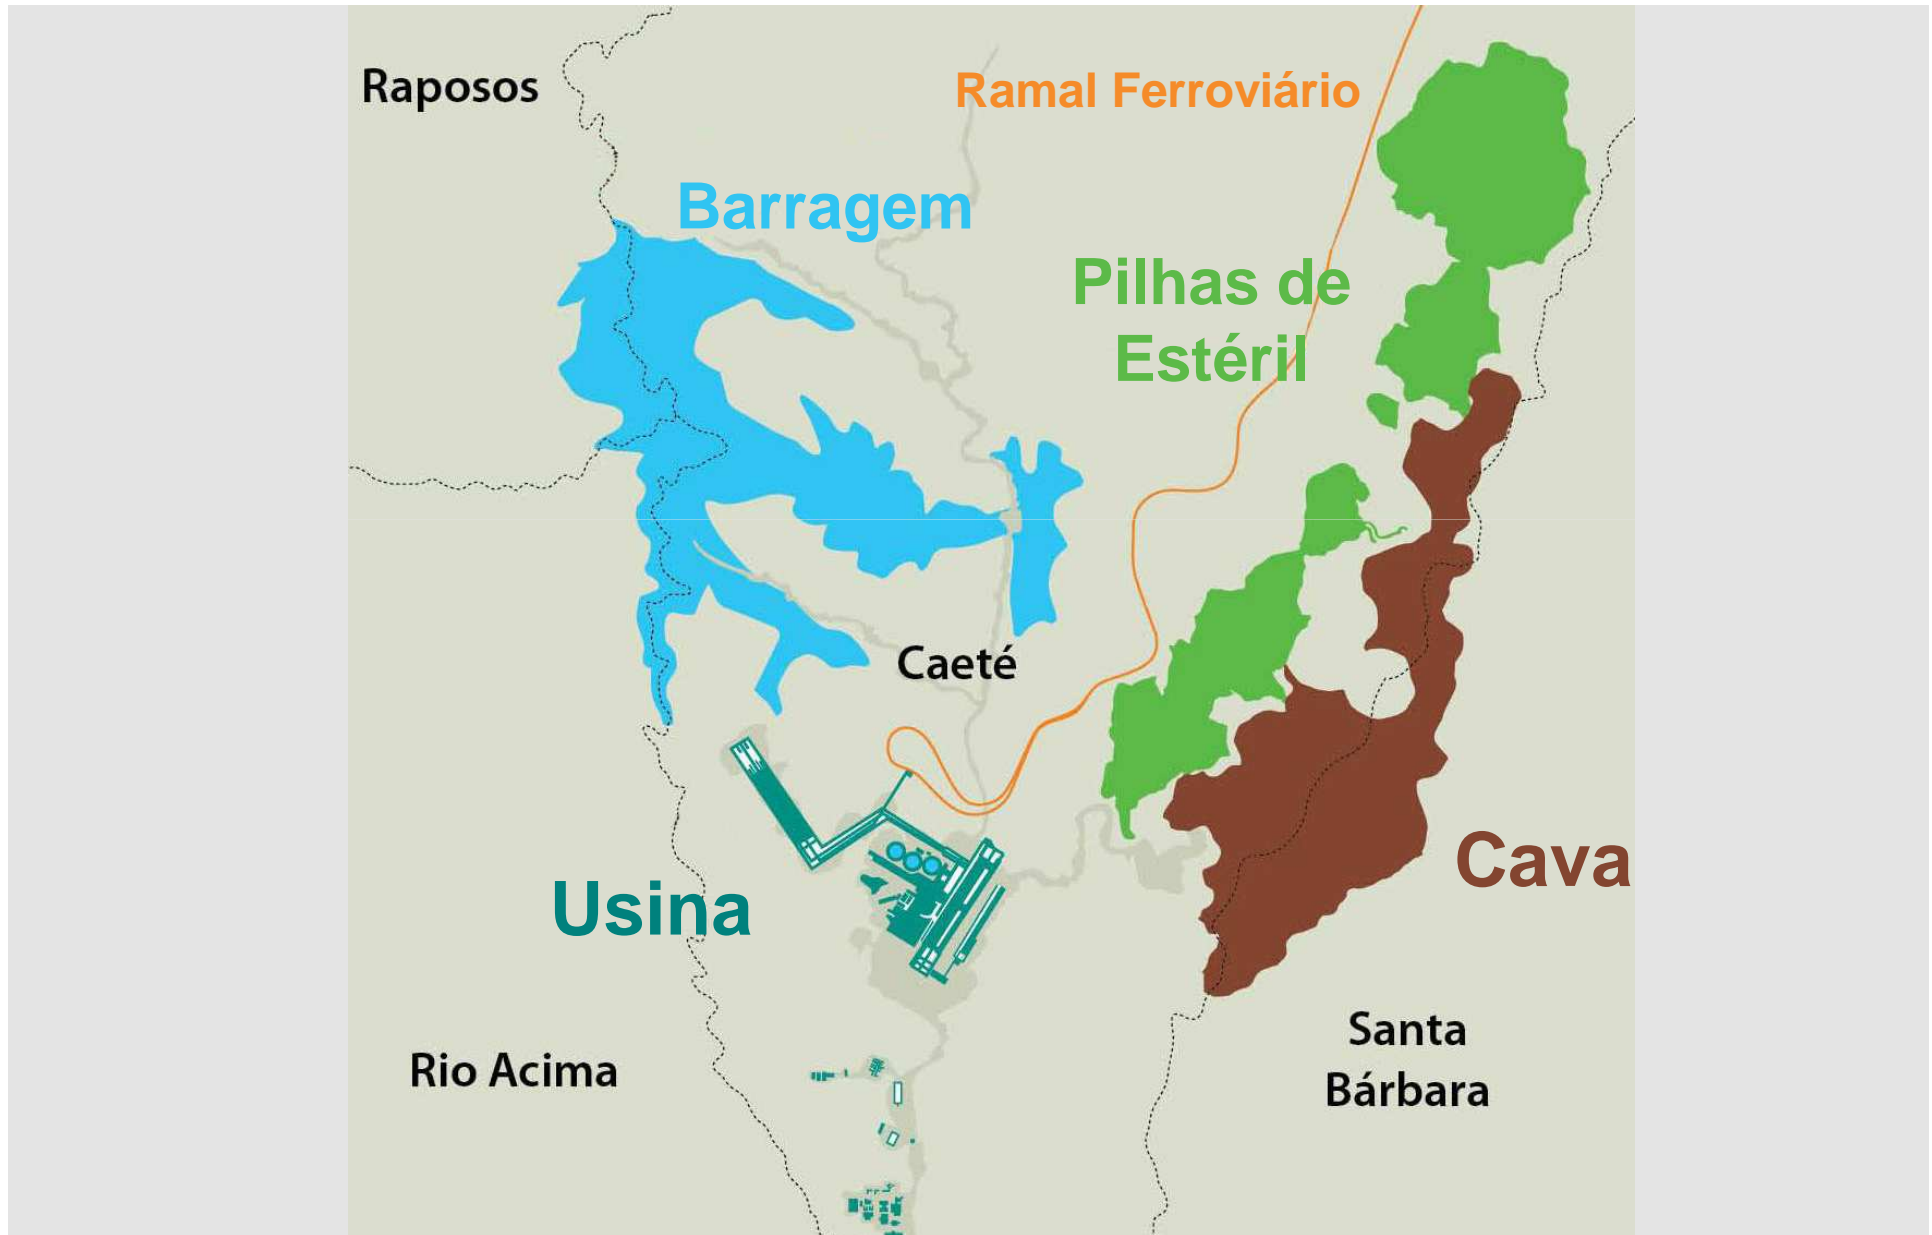 Raposos
Ramal Ferroviário
Barragem
Pilhas de
Estéril
Caeté
Cava
Usina
Santa
Bárbara
Rio Acima